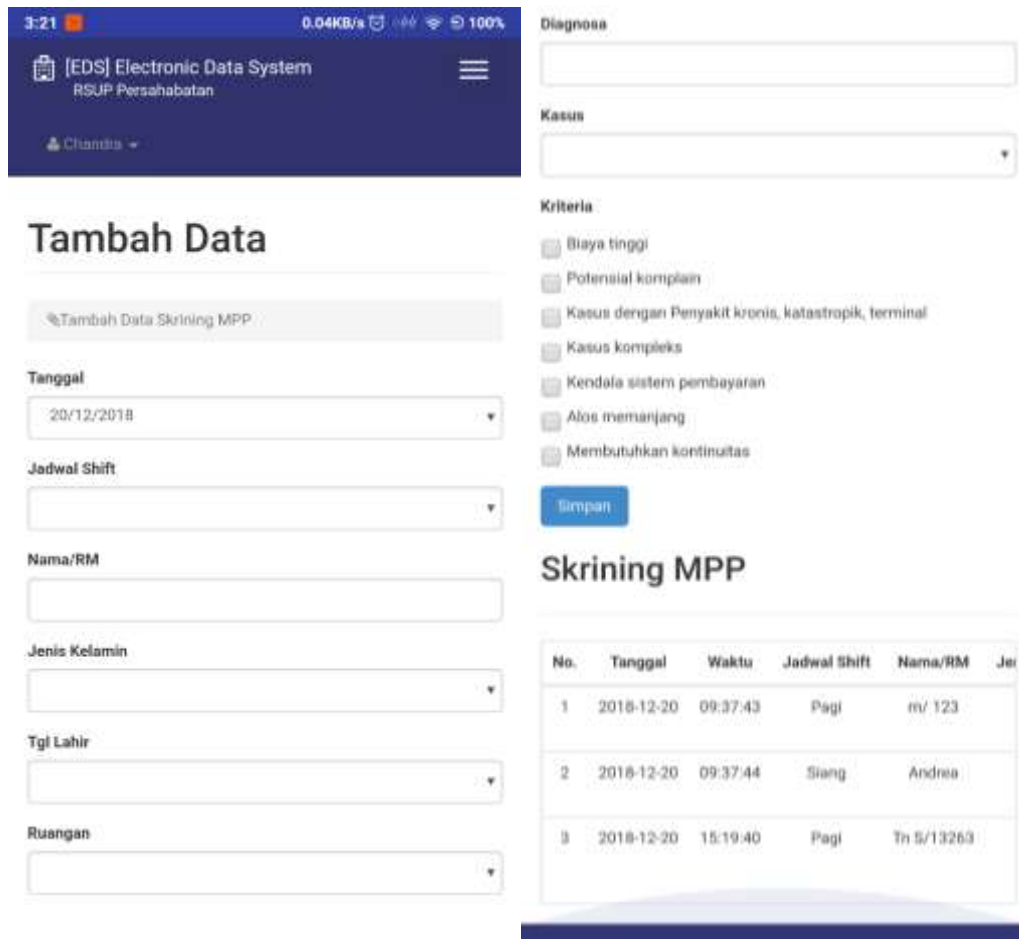 3:21
0.04KB/s
100%
[EDS] Electronic Data System
RSUP Persahabatan
Chandra
Tambah Data
Tambah Data Skrining MPP
Tanggal
20/12/2018
Jadwal Shift
Nama/RM
Jenis Kelamin
Tgl Lahir
Ruangan
Diagnosa
Kasus
Kriteria
Biaya tinggi
Potensial komplain
Kasus dengan Penyakit kronis, katastropik, terminal
Kasus kompleks
Kendala sistem pembayaran
Alos memanjang
Membutuhkan kontinuitas
Simpan
Skrining MPP
No. Tanggal Waktu Jadwal Shift Nama/RM Je
1 2018-12-20 09:37:43 Pagi m/ 123
2 2018-12-20 09:37:44 Siang Andrea
3 2018-12-20 15:19:40 Pagi Tn S/13263